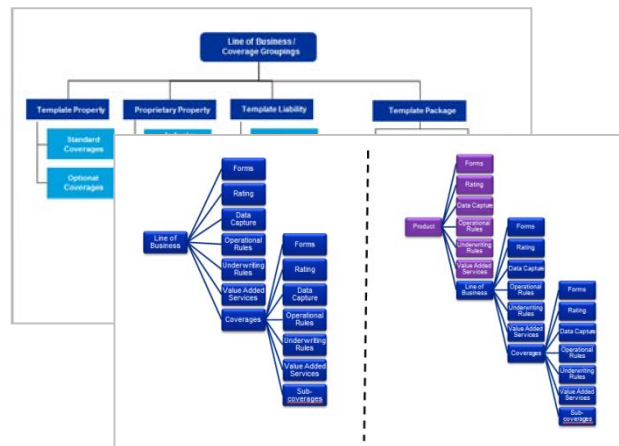 Line of Business /
Coverage Groupings
Template Property
Proprietary Property
Template Liability
Template Package
Standard
Coverages
Optional
Coverages
Line of
Business
Forms
Rating
Data
Capture
Operational
Rules
Underwriting
Rules
Value Added
Services
Coverages
Forms
Rating
Data
Capture
Operational
Rules
Underwriting
Rules
Value Added
Services
Sub-
coverages
Product
Forms
Rating
Data Capture
Operational
Rules
Underwriting
Rules
Value Added
Services
Line of
Business
Forms
Rating
Data Capture
Operational
Rules
Underwriting
Rules
Value Added
Services
Coverages
Forms
Rating
Data Capture
Operational
Rules
Underwriting
Rules
Value Added
Services
Sub-
coverages